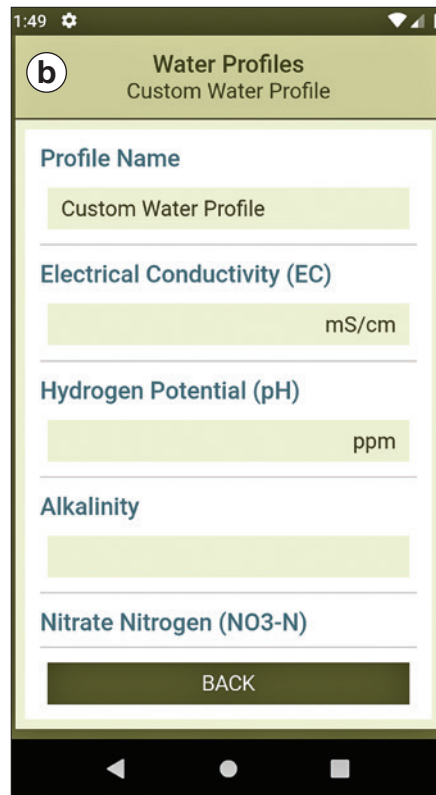 1:49
b
Water Profiles
Custom Water Profile
Profile Name
Custom Water Profile
Electrical Conductivity (EC)
mS/cm
Hydrogen Potential (pH)
ppm
Alkalinity
Nitrate Nitrogen (NO3-N)
BACK